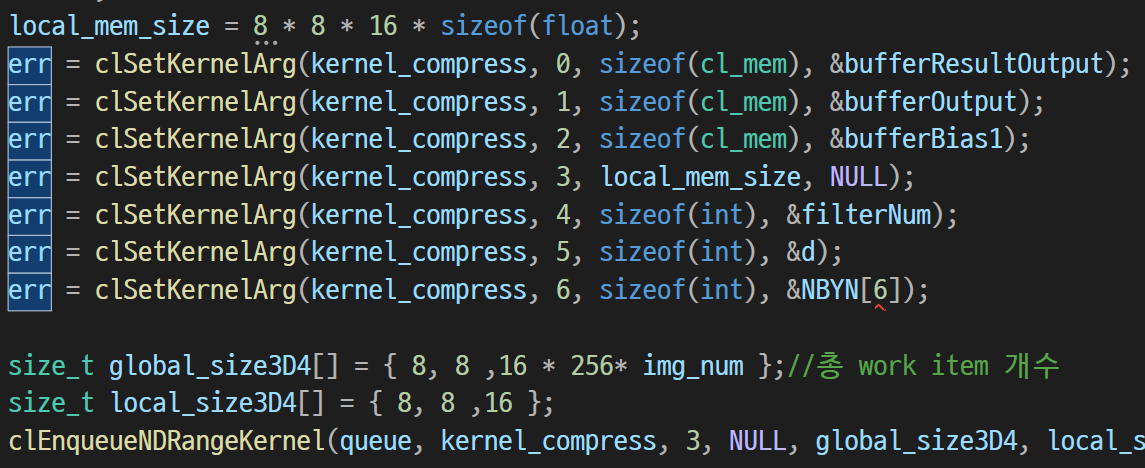 local_mem_size = 8 * 8 * 16 * sizeof(float);
err = clSetKernelArg(kernel_compress, 0, sizeof(cl_mem), &bufferResultOutput);
err = clSetKernelArg(kernel_compress, 1, sizeof(cl_mem), &bufferOutput);
err = clSetKernelArg(kernel_compress, 2, sizeof(cl_mem), &bufferBias1);
err = clSetKernelArg(kernel_compress, 3, local_mem_size, NULL);
err = clSetKernelArg(kernel_compress, 4, sizeof(int), &filterNum);
err = clSetKernelArg(kernel_compress, 5, sizeof(int), &d);
err = clSetKernelArg(kernel_compress, 6, sizeof(int), &NBYN[6]);
size_t global_size3D4[] = { 8, 8 ,16 * 256* img_num };//총 work item 개수
size_t local_size3D4[] = { 8, 8 ,16 };
clEnqueueNDRangeKernel(queue, kernel_compress, 3, NULL, global_size3D4, local_s